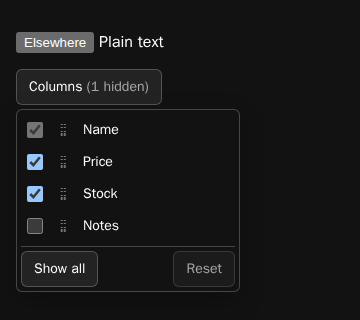 Elsewhere Plain text
Columns (1 hidden)
Name
Price
Stock
Notes
Show all Reset